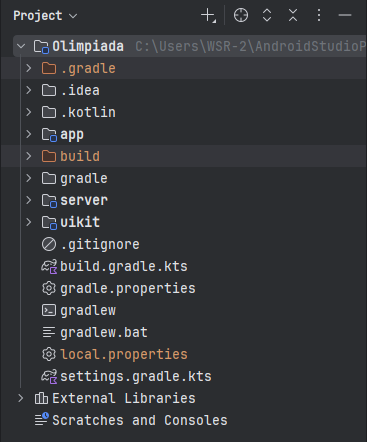 Project
Olimpiada C:\Users\WSR-2\AndroidStudioP
.gradle
.idea
.kotlin
app
build
gradle
server
uikit
.gitignore
build.gradle.kts
gradle.properties
gradlew
gradlew.bat
local.properties
settings.gradle.kts
External Libraries
Scratches and Consoles